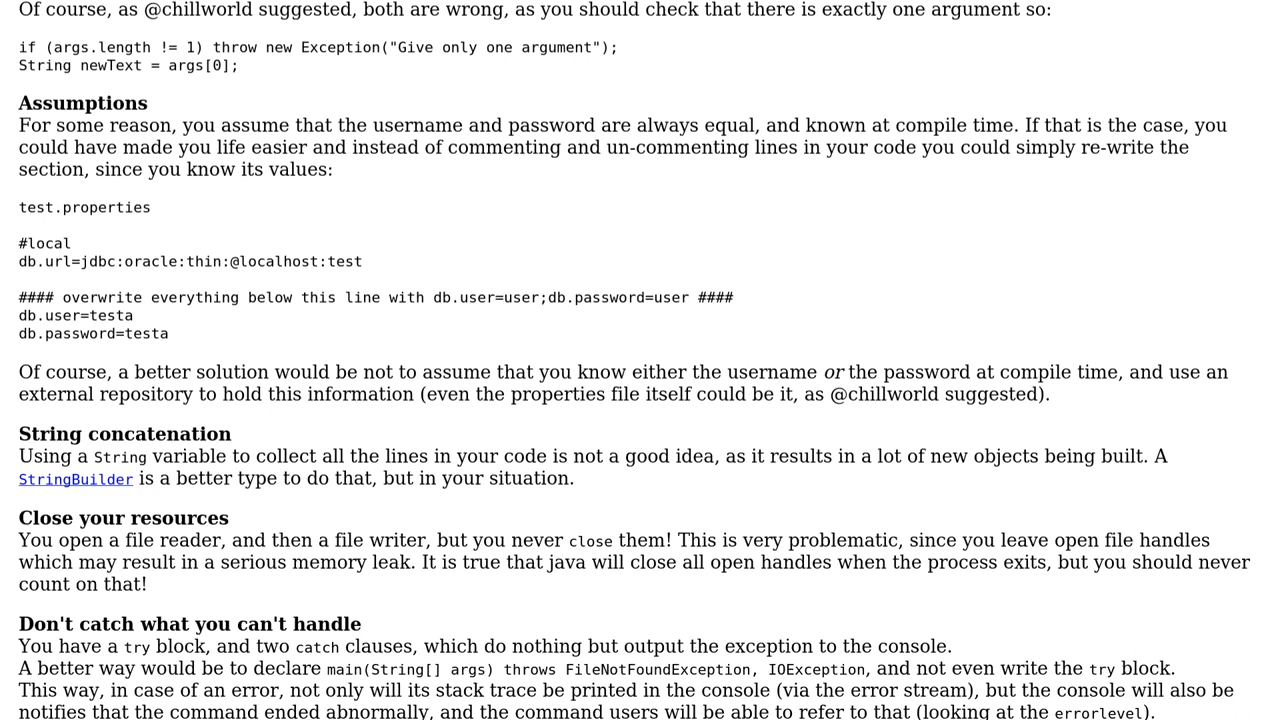 Of course, as @chillworld suggested, both are wrong, as you should check that there is exactly one argument so:
if (args.length != 1) throw new Exception("Give only one argument");
String newText = args[0];
Assumptions
For some reason, you assume that the username and password are always equal, and known at compile time. If that is the case, you
could have made you life easier and instead of commenting and un-commenting lines in your code you could simply re-write the
section, since you know its values:
test.properties
#local
db.url=jdbc:oracle:thin:@localhost:test
#### overwrite everything below this line with db.user=user;db.password=user ####
db.user=testa
db.password=testa
Of course, a better solution would be not to assume that you know either the username or the password at compile time, and use an
external repository to hold this information (even the properties file itself could be it, as @chillworld suggested).
String concatenation
Using a String variable to collect all the lines in your code is not a good idea, as it results in a lot of new objects being built. A
StringBuilder is a better type to do that, but in your situation.
Close your resources
You open a file reader, and then a file writer, but you never close them! This is very problematic, since you leave open file handles
which may result in a serious memory leak. It is true that java will close all open handles when the process exits, but you should never
count on that!
Don't catch what you can't handle
You have a try block, and two catch clauses, which do nothing but output the exception to the console.
A better way would be to declare main(String[] args) throws FileNotFoundException, IOException, and not even write the try block.
This way, in case of an error, not only will its stack trace be printed in the console (via the error stream), but the console will also be
notifies that the command ended abnormally, and the command users will be able to refer to that (looking at the errorlevel).